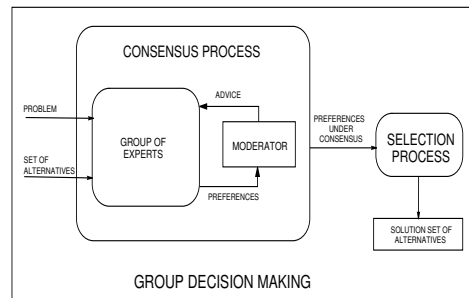 CONSENSUS PROCESS
PROBLEM
SET OF
ALTERNATIVES
GROUP OF
EXPERTS
ADVICE
MODERATOR
PREFERENCES
PREFERENCES
UNDER
CONSENSUS
SELECTION
PROCESS
SOLUTION SET OF
ALTERNATIVES
GROUP DECISION MAKING